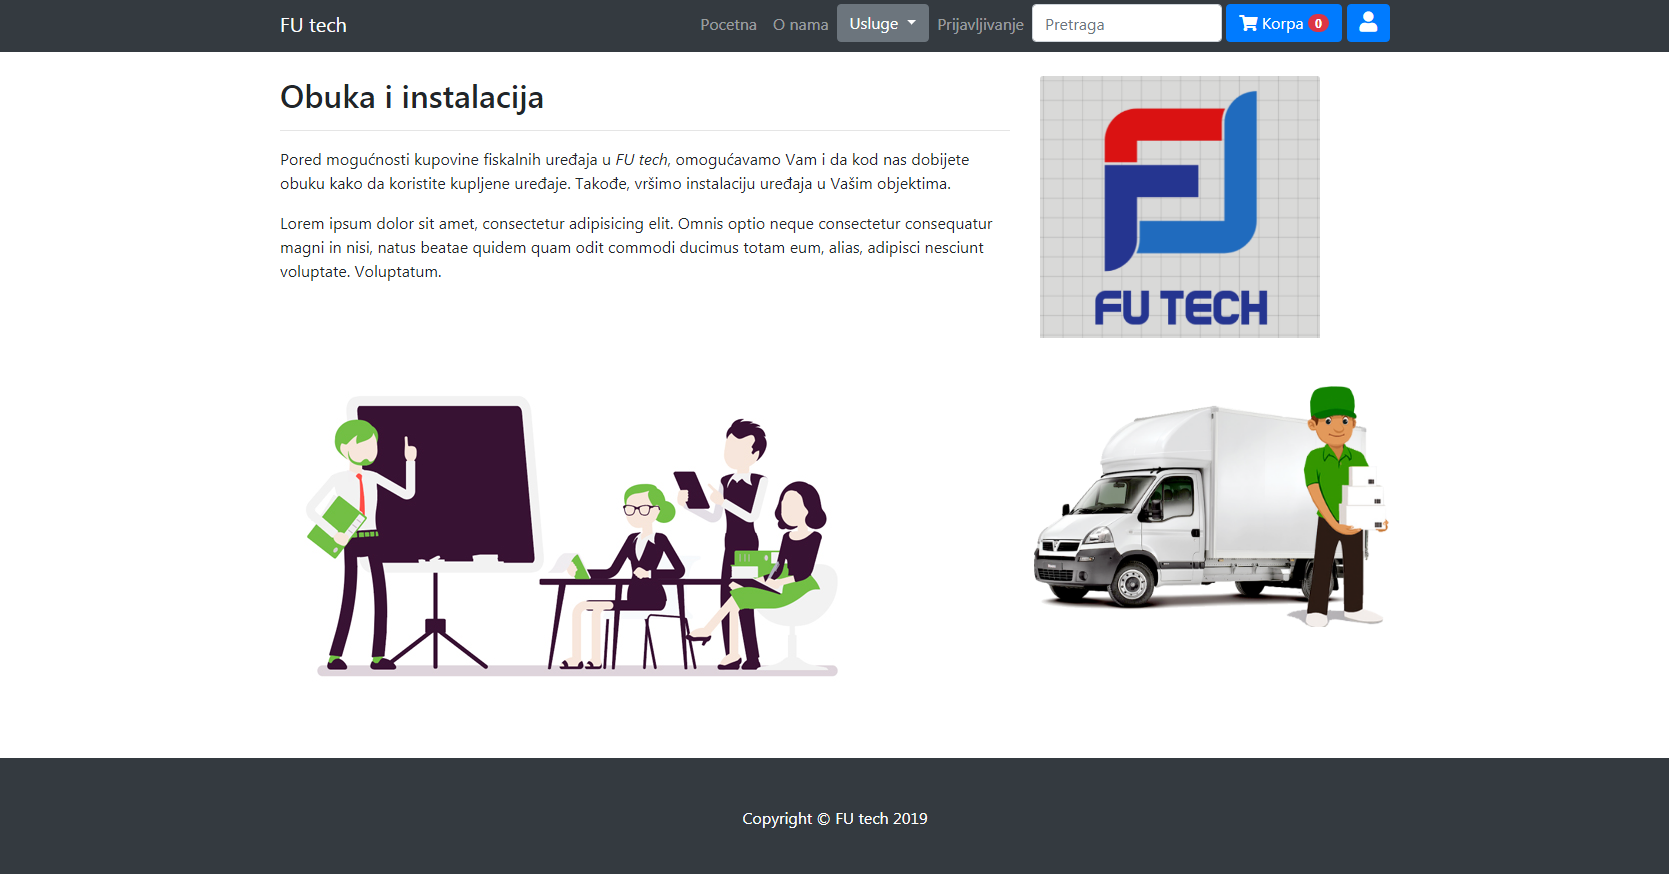 FU tech
Pocetna
O nama
Usluge
Prijavljivanje
Pretraga
Korpa 0
Obuka i instalacija
Pored mogućnosti kupovine fiskalnih uređaja u FU tech, omogućavamo Vam i da kod nas dobijete
obuku kako da koristite kupljene uređaje. Takođe, vršimo instalaciju uređaja u Vašim objektima.
Lorem ipsum dolor sit amet, consectetur adipisicing elit. Omnis optio neque consectetur consequatur
magni in nisi, natus beatae quidem quam odit commodi ducimus totam eum, alias, adipisci nesciunt
voluptate. Voluptatum.
FU TECH
Copyright © FU tech 2019